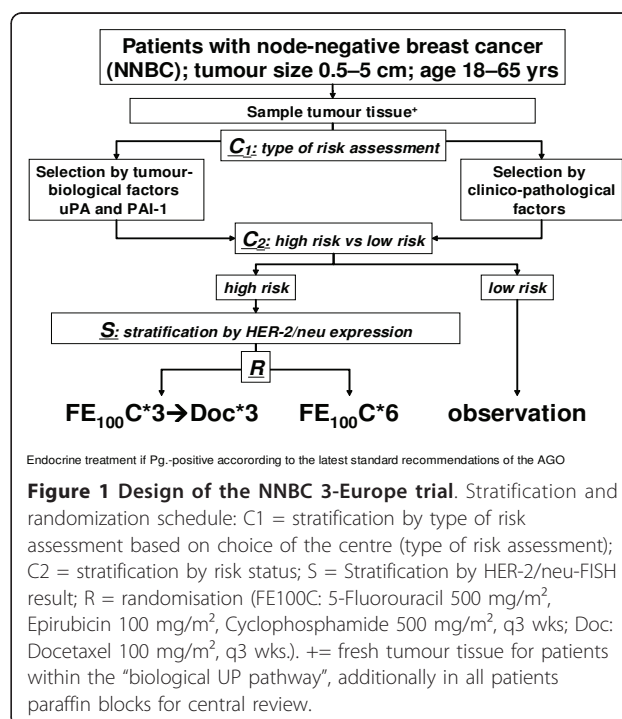 Patients with node-negative breast cancer
(NNBC); tumour size 0.5–5 cm; age 18–65 yrs
Sample tumour tissue⁺
C₁: type of risk assessment
Selection by tumour-
biological factors
uPA and PAI-1
Selection by
clinico-pathological
factors
C₂: high risk vs low risk
high risk
low risk
S: stratification by HER-2/neu expression
R
FE₁₀₀C*3→Doc*3
FE₁₀₀C*6
observation
Endocrine treatment if Pg.-positive accorording to the latest standard recommendations of the AGO
Figure 1 Design of the NNBC 3-Europe trial. Stratification and
randomization schedule: C1 = stratification by type of risk
assessment based on choice of the centre (type of risk assessment);
C2 = stratification by risk status; S = Stratification by HER-2/neu-FISH
result; R = randomisation (FE100C: 5-Fluorouracil 500 mg/m²,
Epirubicin 100 mg/m², Cyclophosphamide 500 mg/m², q3 wks; Doc:
Docetaxel 100 mg/m², q3 wks.). += fresh tumour tissue for patients
within the “biological UP pathway”, additionally in all patients
paraffin blocks for central review.